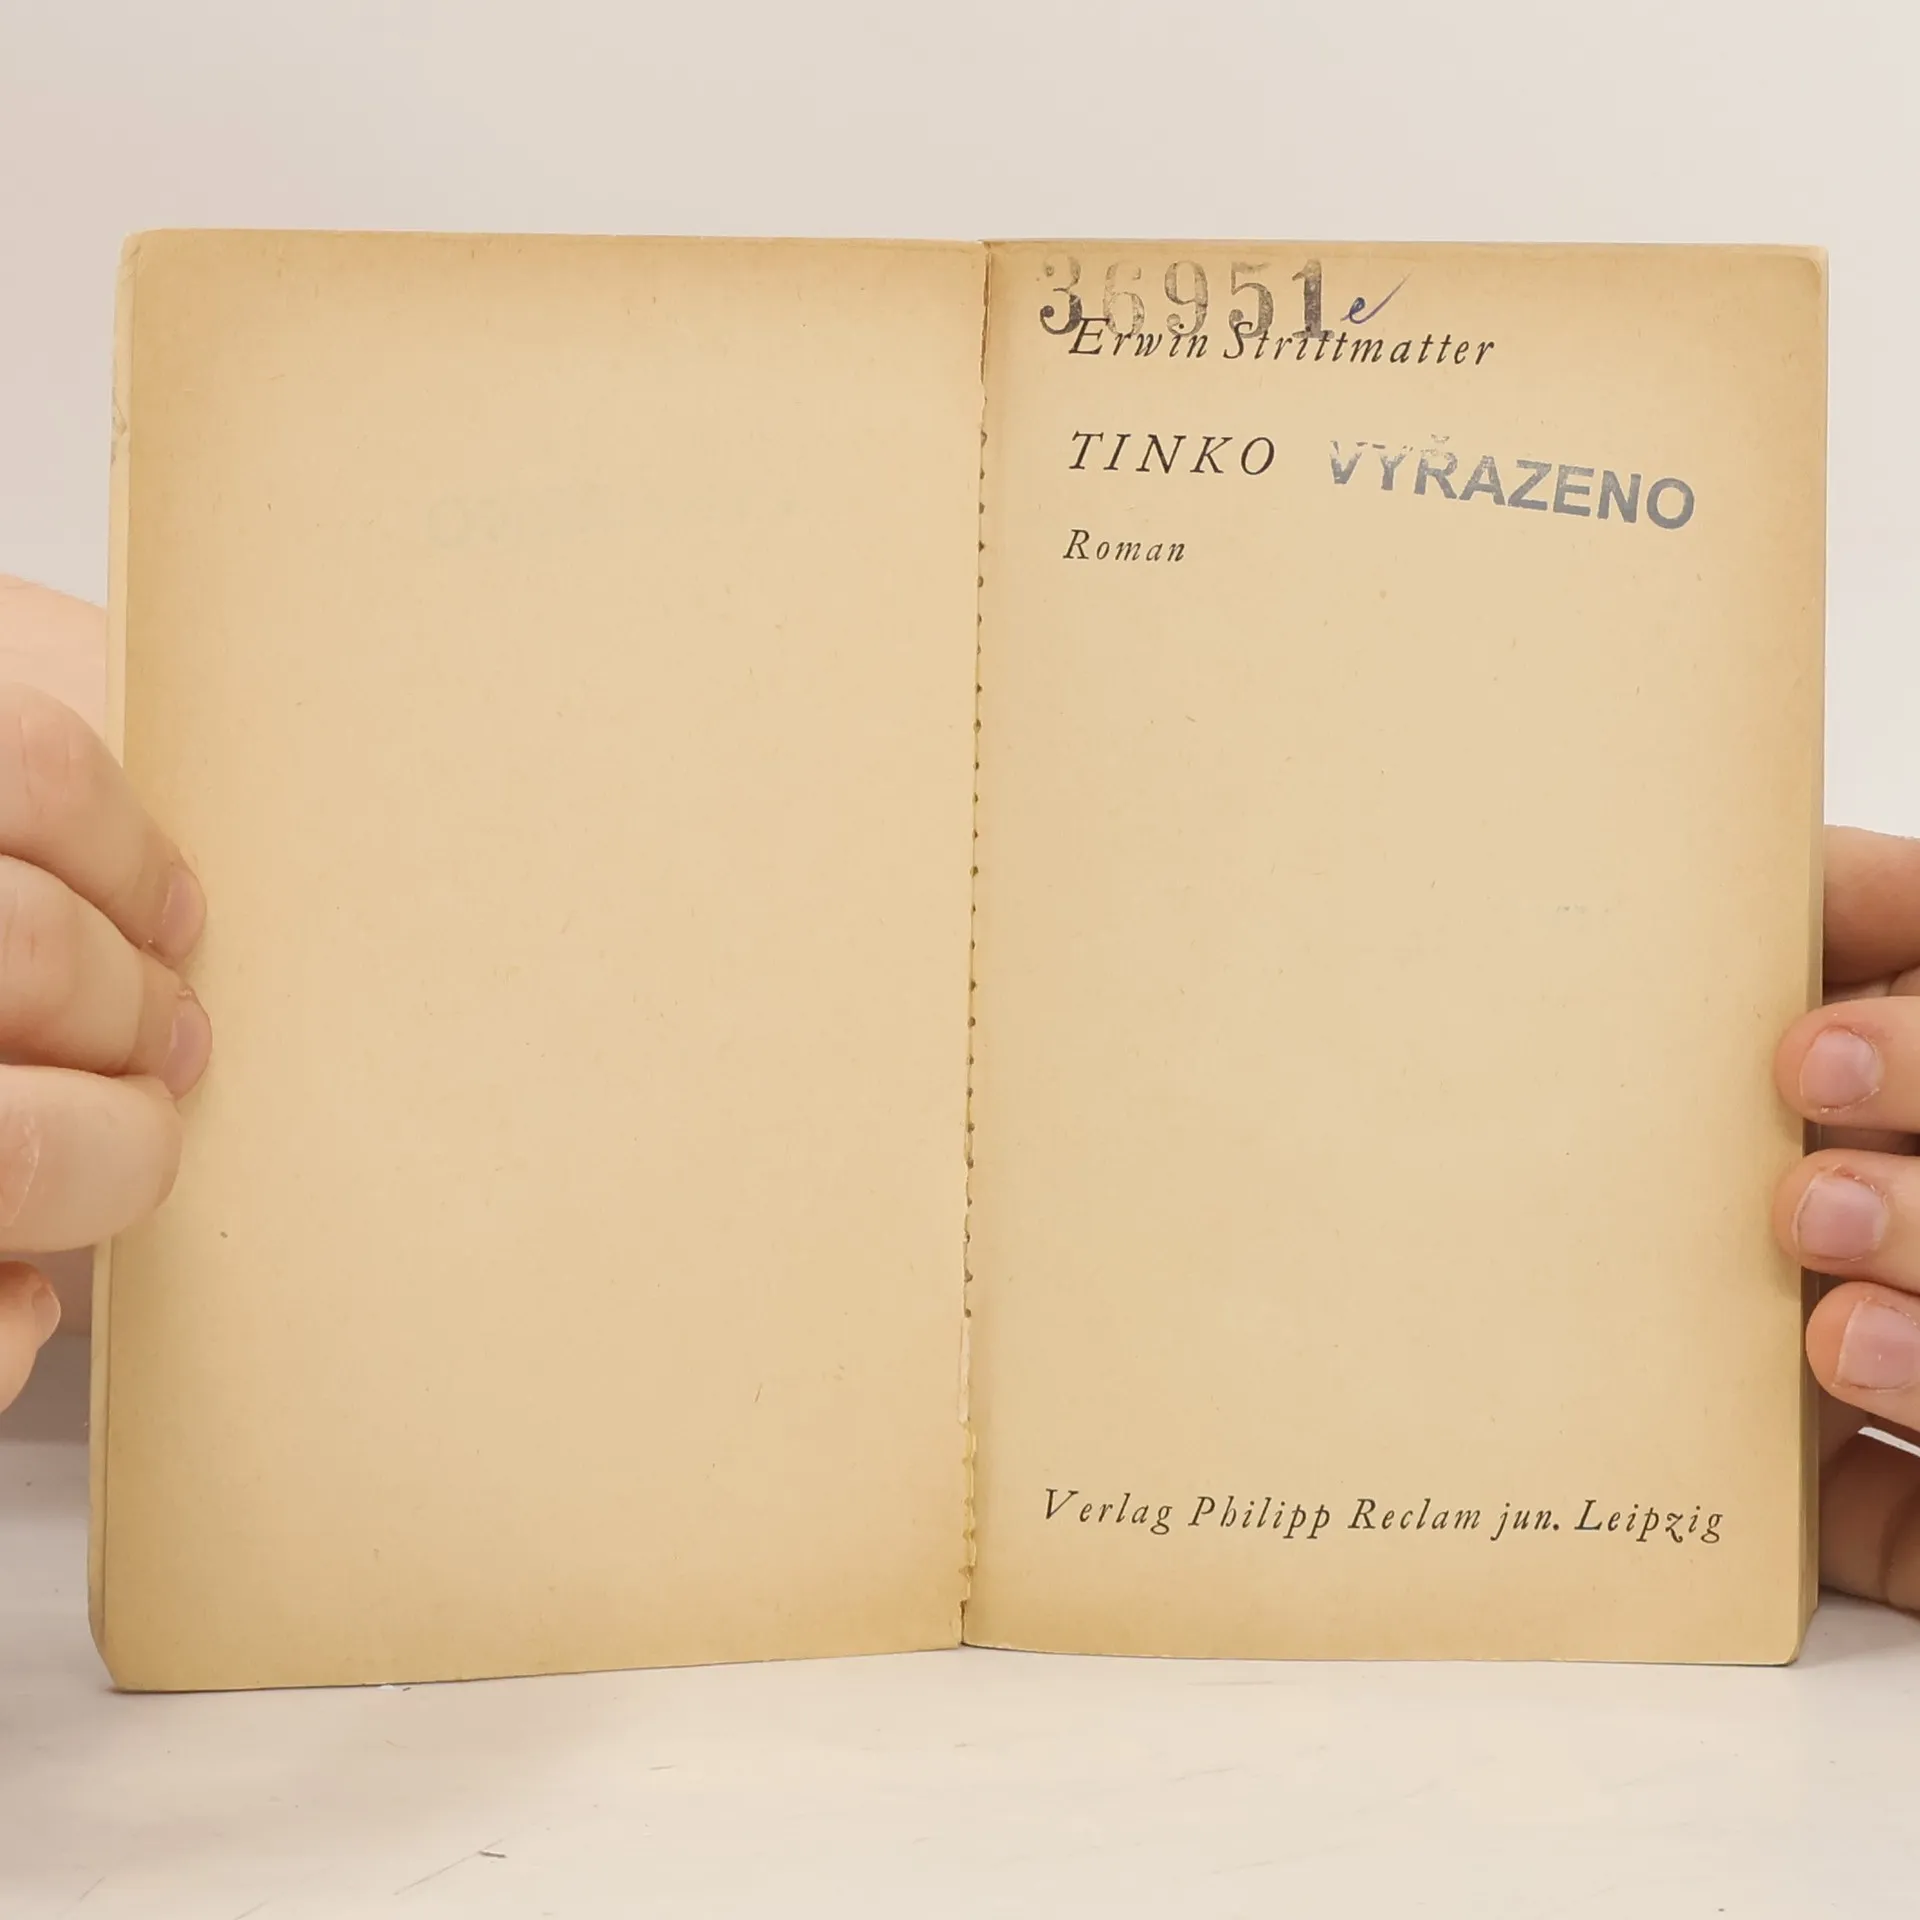 36951 e
Erwin Strittmatter
TINKO VYŘAZENO
Roman
Verlag Philipp Reclam jun. Leipzig